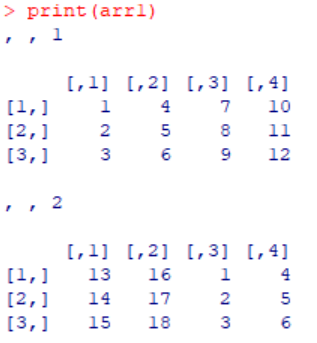 > print(arr1)
, , 1
     [,1] [,2] [,3] [,4]
[1,]    1    4    7   10
[2,]    2    5    8   11
[3,]    3    6    9   12
, , 2
     [,1] [,2] [,3] [,4]
[1,]   13   16    1    4
[2,]   14   17    2    5
[3,]   15   18    3    6